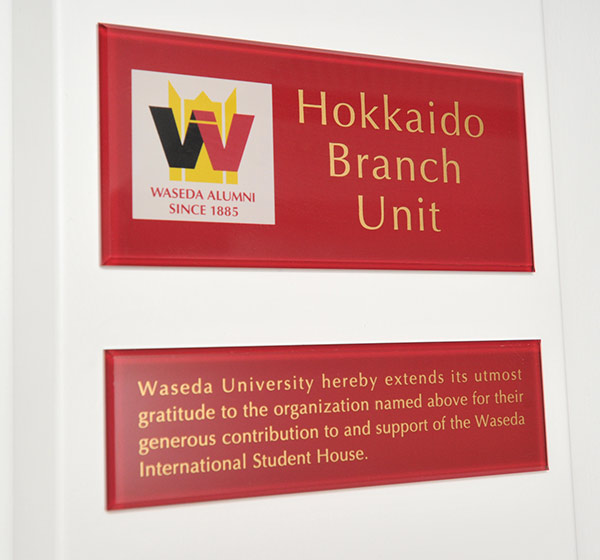 WASEDA ALUMNI
SINCE 1885
Hokkaido
Branch
Unit
Waseda University hereby extends its utmost
gratitude to the organization named above for their
generous contribution to and support of the Waseda
International Student House.